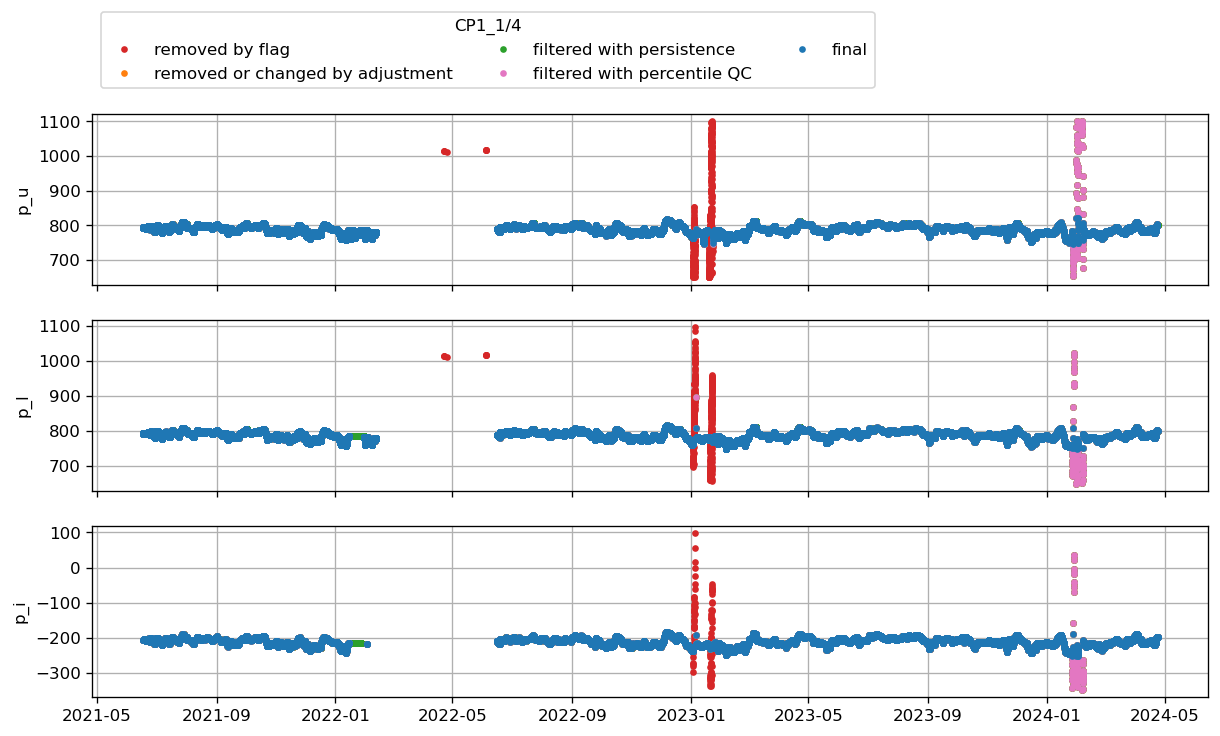 CP1_1/4
removed by flag
filtered with persistence
final
removed or changed by adjustment
filtered with percentile QC
1100
1000
900
800
700
p_u
1100
1000
900
800
700
p_l
100
0
−100
−200
−300
p_i
2021-05
2021-09
2022-01
2022-05
2022-09
2023-01
2023-05
2023-09
2024-01
2024-05